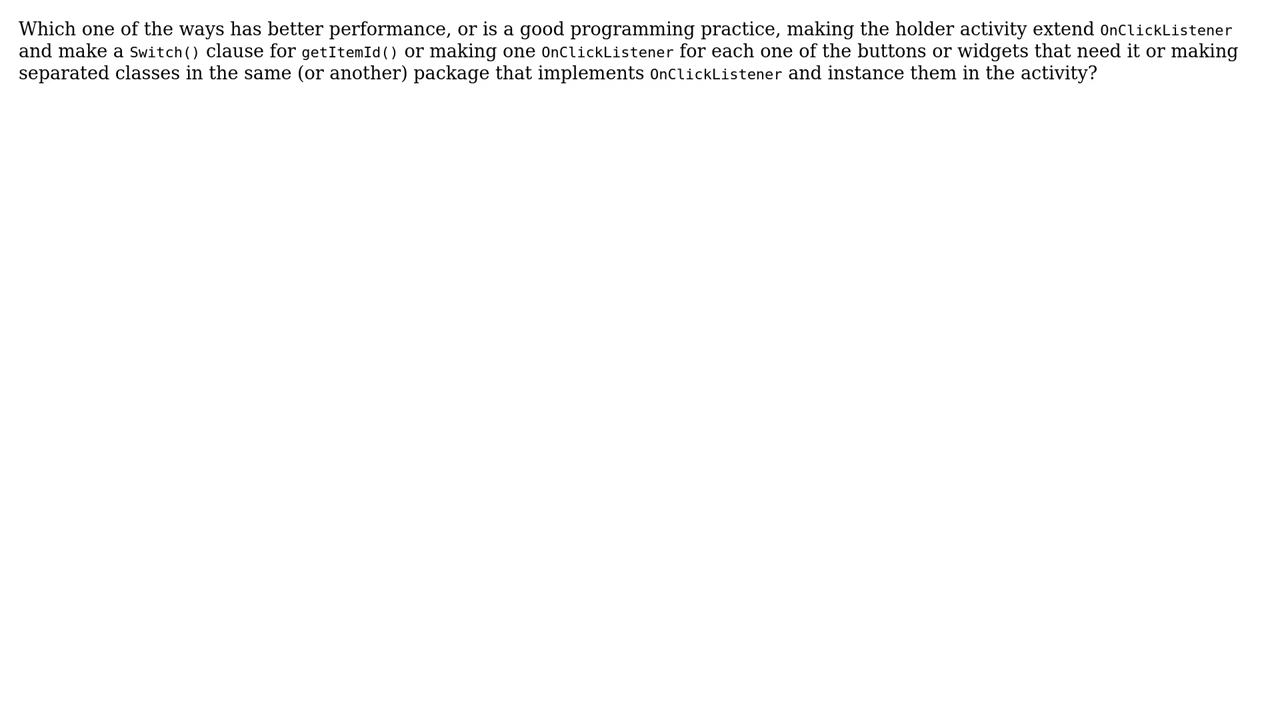 Which one of the ways has better performance, or is a good programming practice, making the holder activity extend OnClickListener
and make a Switch() clause for getItemId() or making one OnClickListener for each one of the buttons or widgets that need it or making
separated classes in the same (or another) package that implements OnClickListener and instance them in the activity?